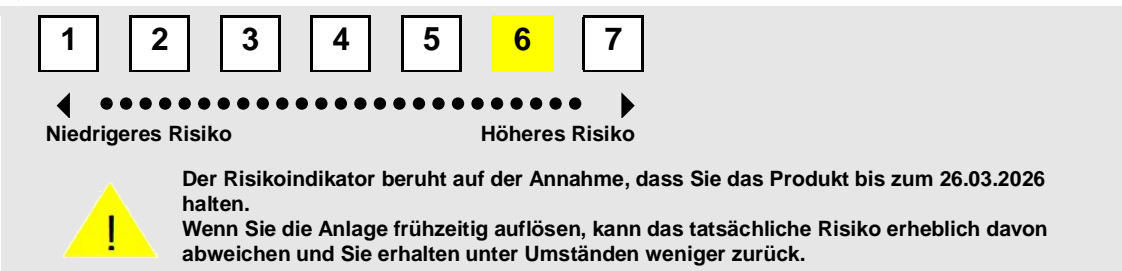 1 2 3 4 5 6 7
Niedrigeres Risiko Höheres Risiko
Der Risikoindikator beruht auf der Annahme, dass Sie das Produkt bis zum 26.03.2026
halten.
Wenn Sie die Anlage frühzeitig auflösen, kann das tatsächliche Risiko erheblich davon
abweichen und Sie erhalten unter Umständen weniger zurück.
!